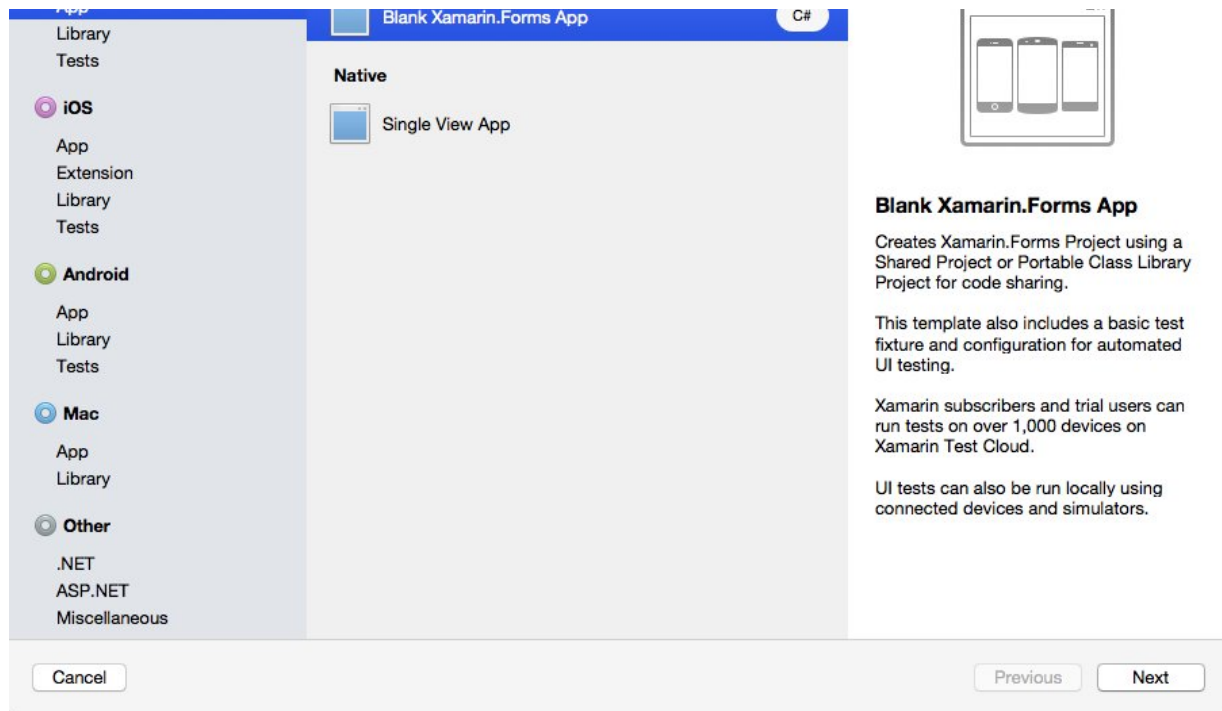 App
Library
Tests
iOS
App
Extension
Library
Tests
Android
App
Library
Tests
Mac
App
Library
Other
.NET
ASP.NET
Miscellaneous
Blank Xamarin.Forms App
C#
Native
Single View App
Blank Xamarin.Forms App
Creates Xamarin.Forms Project using a
Shared Project or Portable Class Library
Project for code sharing.
This template also includes a basic test
fixture and configuration for automated
UI testing.
Xamarin subscribers and trial users can
run tests on over 1,000 devices on
Xamarin Test Cloud.
UI tests can also be run locally using
connected devices and simulators.
Cancel
Previous
Next